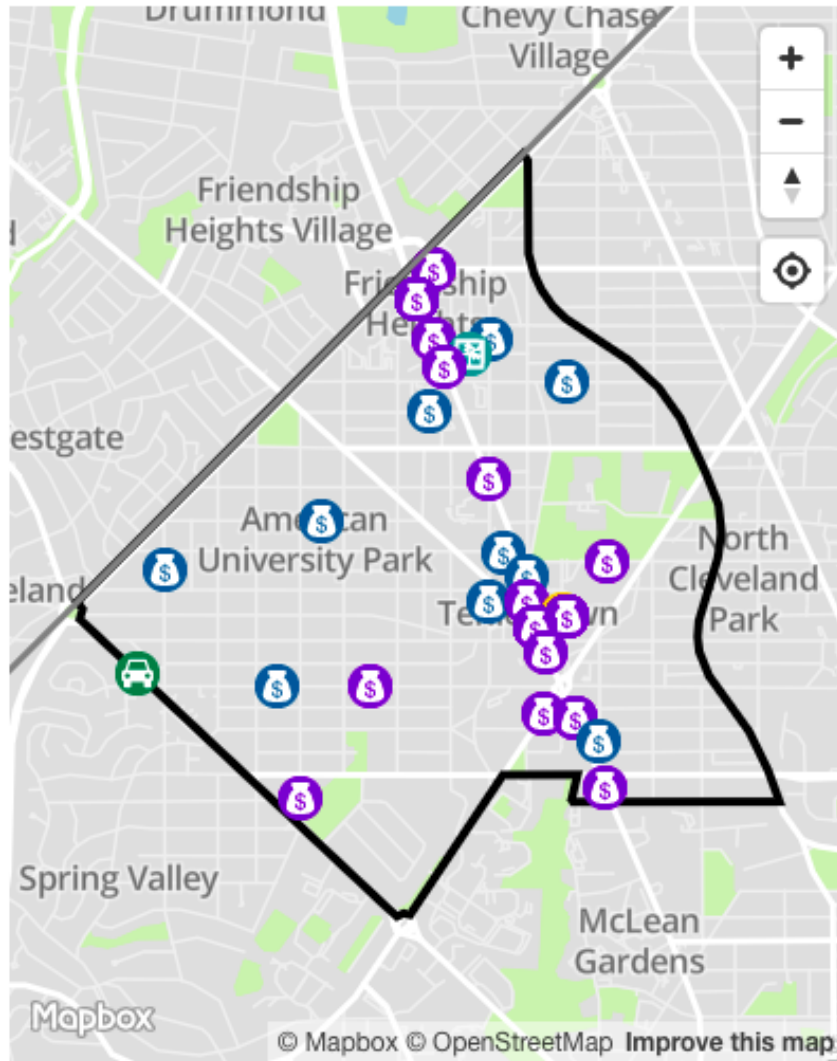 Drummond
Chevy Chase
Village
Friendship
Heights Village
Friendship
Heights
estgate
American
University Park
North
Cleveland
Park
eland
Spring Valley
McLean
Gardens
Mapbox
© Mapbox © OpenStreetMap Improve this map